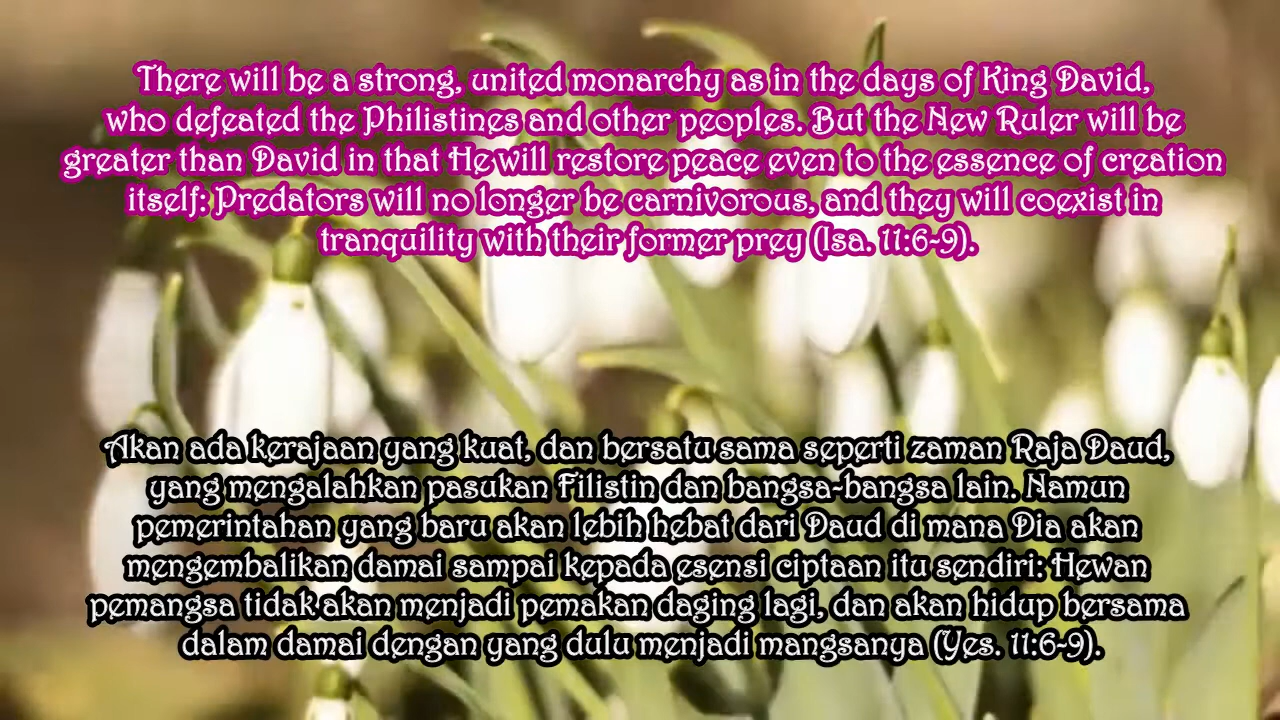 There will be a strong, united monarchy as in the days of King David,
who defeated the Philistines and other peoples. But the New Ruler will be
greater than David in that He will restore peace even to the essence of creation
itself: Predators will no longer be carnivorous, and they will coexist in
tranquility with their former prey (Isa. 11:6-9).
Akan ada kerajaan yang kuat, dan bersatu sama seperti zaman Raja Daud,
yang mengalahkan pasukan Filistin dan bangsa-bangsa lain. Namun
pemerintahan yang baru akan lebih hebat dari Daud di mana Dia akan
mengembalikan damai sampai kepada esensi ciptaan itu sendiri: Hewan
pemangsa tidak akan menjadi pemakan daging lagi, dan akan hidup bersama
dalam damai dengan yang dulu menjadi mangsanya (Yes. 11:6-9).